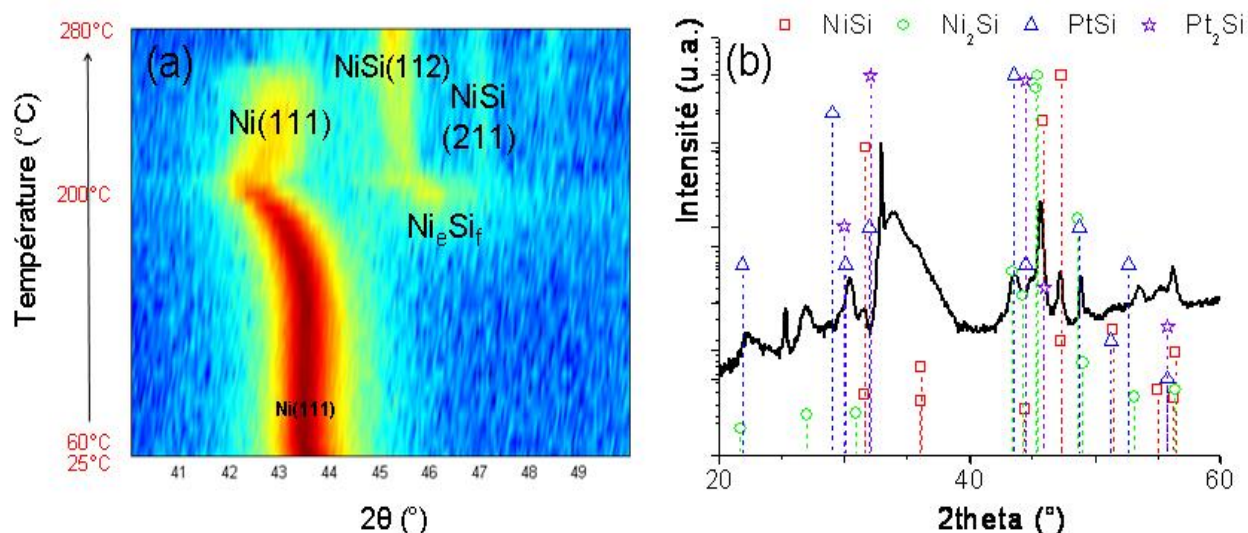 (a)
280°C
200°C
60°C
25°C
Température (°C)
NiSi(112)
NiSi
(211)
Ni(111)
NiₑSi_f
Ni(111)
41 42 43 44 45 46 47 48 49
2θ (°)
NiSi Ni₂Si PtSi Pt₂Si
(b)
Intensité (u.a.)
20 40 60
2theta (°)